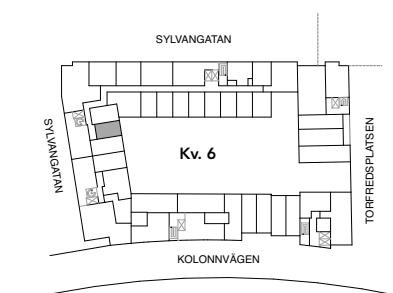 SYLVANGATAN
SYLVANGATAN
Kv. 6
TORFREDSPLATSEN
KOLONNVÄGEN